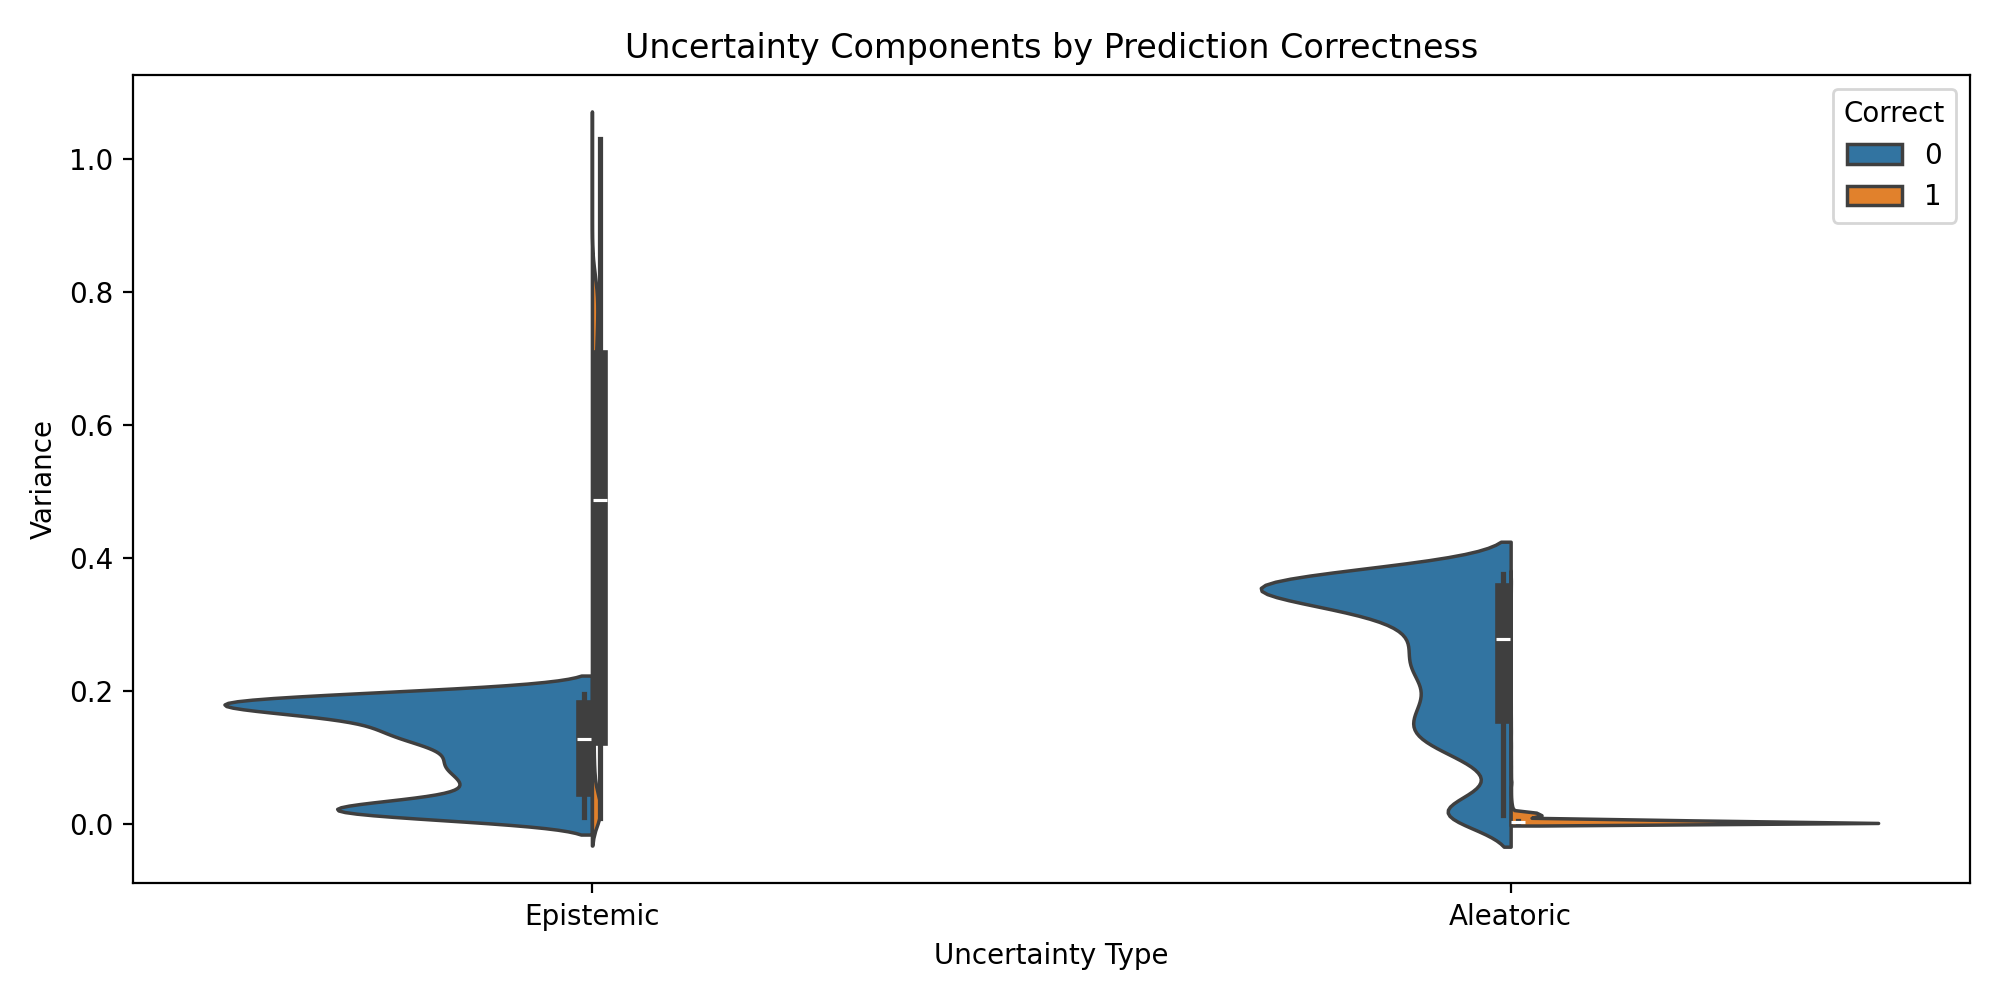 Uncertainty Components by Prediction Correctness
Correct
0
1
1.0
0.8
0.6
0.4
0.2
0.0
Variance
Epistemic
Aleatoric
Uncertainty Type